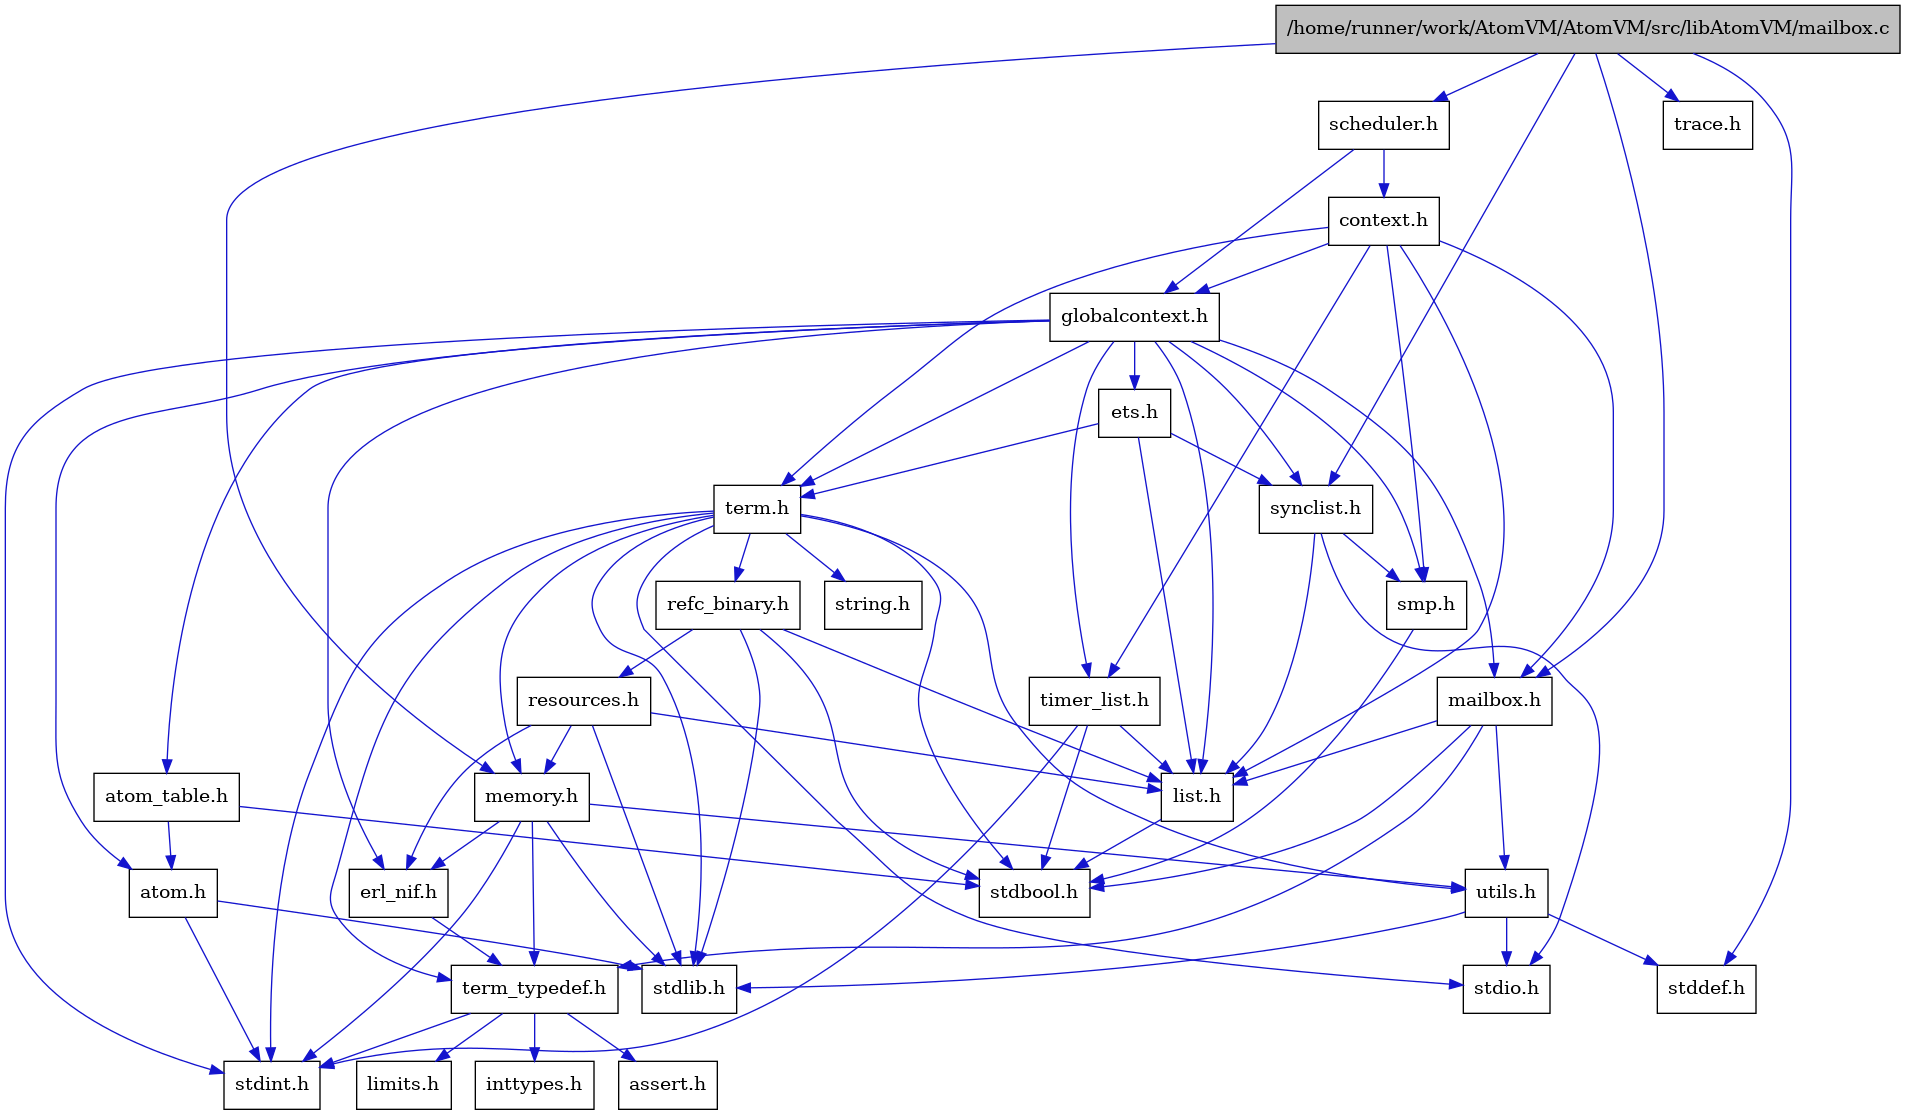 /home/runner/work/AtomVM/AtomVM/src/libAtomVM/mailbox.c
scheduler.h
trace.h
context.h
globalcontext.h
ets.h
term.h
synclist.h
refc_binary.h
string.h
smp.h
resources.h
timer_list.h
mailbox.h
atom_table.h
memory.h
list.h
atom.h
erl_nif.h
stdbool.h
utils.h
term_typedef.h
stdlib.h
stdio.h
stddef.h
stdint.h
limits.h
inttypes.h
assert.h